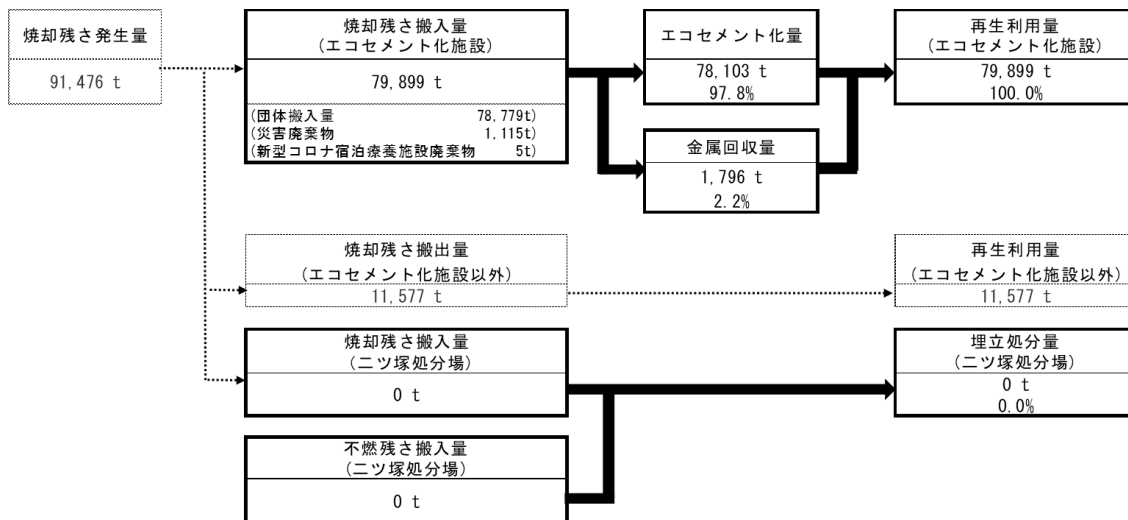 焼却残さ発生量
91,476 t
焼却残さ搬入量
(エコセメント化施設)
79,899 t
(団体搬入量 78,779t)
(災害廃棄物 1,115t)
(新型コロナ宿泊療養施設廃棄物 5t)
エコセメント化量
78,103 t
97.8%
金属回収量
1,796 t
2.2%
再生利用量
(エコセメント化施設)
79,899 t
100.0%
焼却残さ搬出量
(エコセメント化施設以外)
11,577 t
再生利用量
(エコセメント化施設以外)
11,577 t
焼却残さ搬入量
(二ツ塚処分場)
0 t
埋立処分量
(二ツ塚処分場)
0 t
0.0%
不燃残さ搬入量
(二ツ塚処分場)
0 t